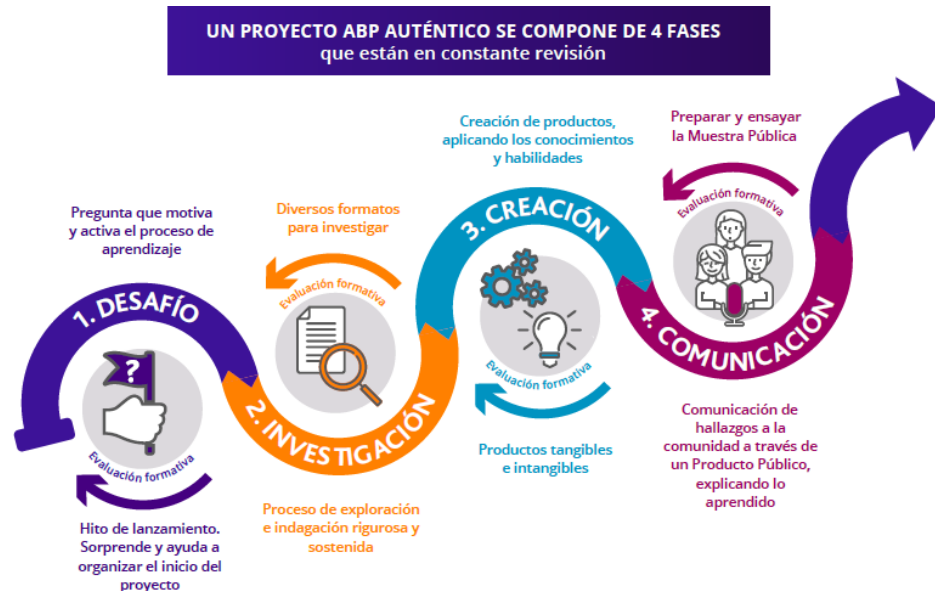 UN PROYECTO ABP AUTÉNTICO SE COMPONE DE 4 FASES
que están en constante revisión
Pregunta que motiva
y activa el proceso de
aprendizaje
1. DESAFÍO
?
Evaluación formativa
Hito de lanzamiento.
Sorprende y ayuda a
organizar el inicio del
proyecto
Diversos formatos
para investigar
Evaluación formativa
2. INVESTIGACIÓN
Proceso de exploración
e indagación rigurosa y
sostenida
Creación de productos,
aplicando los conocimientos
y habilidades
3. CREACIÓN
Evaluación formativa
Productos tangibles
e intangibles
Preparar y ensayar
la Muestra Pública
Evaluación formativa
4. COMUNICACIÓN
Comunicación de
hallazgos a la
comunidad a través de
un Producto Público,
explicando lo
aprendido